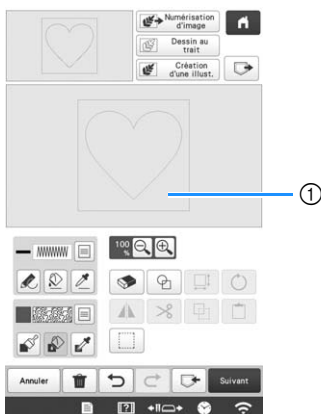 Numérisation
d'image
Dessin au
trait
Création
d'une illust.
①
100
%
Annuler
Suivant